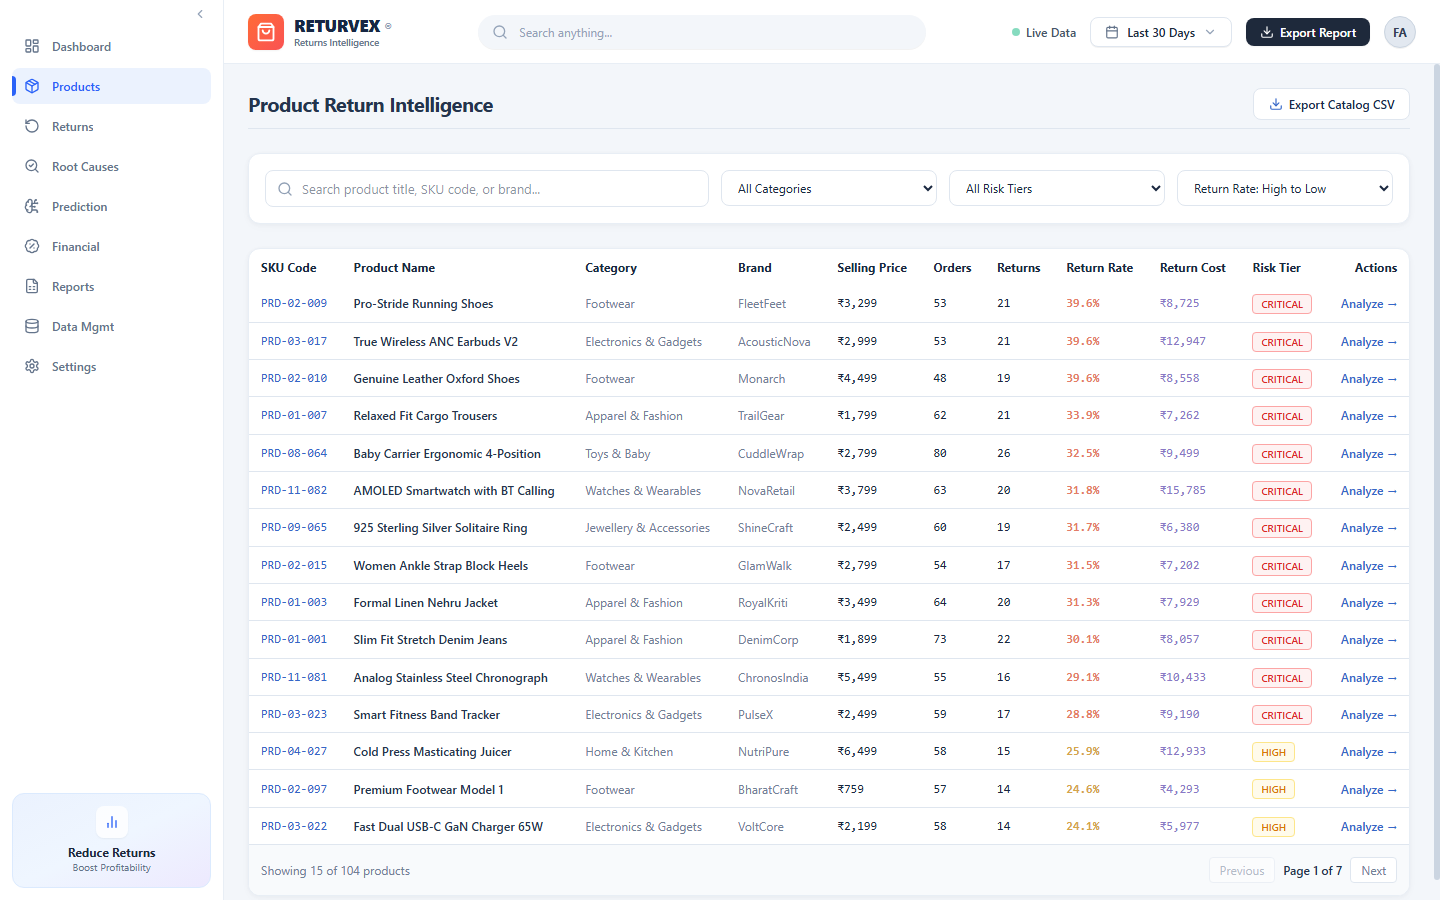 Dashboard
Products
Returns
Root Causes
Prediction
Financial
Reports
Data Mgmt
Settings
Reduce Returns
Boost Profitability
RETURVEX ®
Returns Intelligence
Search anything...
Live Data
Last 30 Days
Export Report
FA
Product Return Intelligence
Export Catalog CSV
Search product title, SKU code, or brand...
All Categories
All Risk Tiers
Return Rate: High to Low
SKU Code Product Name Category Brand Selling Price Orders Returns Return Rate Return Cost Risk Tier Actions
PRD-02-009 Pro-Stride Running Shoes Footwear FleetFeet ₹3,299 53 21 39.6% ₹8,725 CRITICAL Analyze →
PRD-03-017 True Wireless ANC Earbuds V2 Electronics & Gadgets AcousticNova ₹2,999 53 21 39.6% ₹12,947 CRITICAL Analyze →
PRD-02-010 Genuine Leather Oxford Shoes Footwear Monarch ₹4,499 48 19 39.6% ₹8,558 CRITICAL Analyze →
PRD-01-007 Relaxed Fit Cargo Trousers Apparel & Fashion TrailGear ₹1,799 62 21 33.9% ₹7,262 CRITICAL Analyze →
PRD-08-064 Baby Carrier Ergonomic 4-Position Toys & Baby CuddleWrap ₹2,799 80 26 32.5% ₹9,499 CRITICAL Analyze →
PRD-11-082 AMOLED Smartwatch with BT Calling Watches & Wearables NovaRetail ₹3,799 63 20 31.8% ₹15,785 CRITICAL Analyze →
PRD-09-065 925 Sterling Silver Solitaire Ring Jewellery & Accessories ShineCraft ₹2,499 60 19 31.7% ₹6,380 CRITICAL Analyze →
PRD-02-015 Women Ankle Strap Block Heels Footwear GlamWalk ₹2,799 54 17 31.5% ₹7,202 CRITICAL Analyze →
PRD-01-003 Formal Linen Nehru Jacket Apparel & Fashion RoyalKriti ₹3,499 64 20 31.3% ₹7,929 CRITICAL Analyze →
PRD-01-001 Slim Fit Stretch Denim Jeans Apparel & Fashion DenimCorp ₹1,899 73 22 30.1% ₹8,057 CRITICAL Analyze →
PRD-11-081 Analog Stainless Steel Chronograph Watches & Wearables ChronosIndia ₹5,499 55 16 29.1% ₹10,433 CRITICAL Analyze →
PRD-03-023 Smart Fitness Band Tracker Electronics & Gadgets PulseX ₹2,499 59 17 28.8% ₹9,190 CRITICAL Analyze →
PRD-04-027 Cold Press Masticating Juicer Home & Kitchen NutriPure ₹6,499 58 15 25.9% ₹12,933 HIGH Analyze →
PRD-02-097 Premium Footwear Model 1 Footwear BharatCraft ₹759 57 14 24.6% ₹4,293 HIGH Analyze →
PRD-03-022 Fast Dual USB-C GaN Charger 65W Electronics & Gadgets VoltCore ₹2,199 58 14 24.1% ₹5,977 HIGH Analyze →
Showing 15 of 104 products
Previous Page 1 of 7 Next